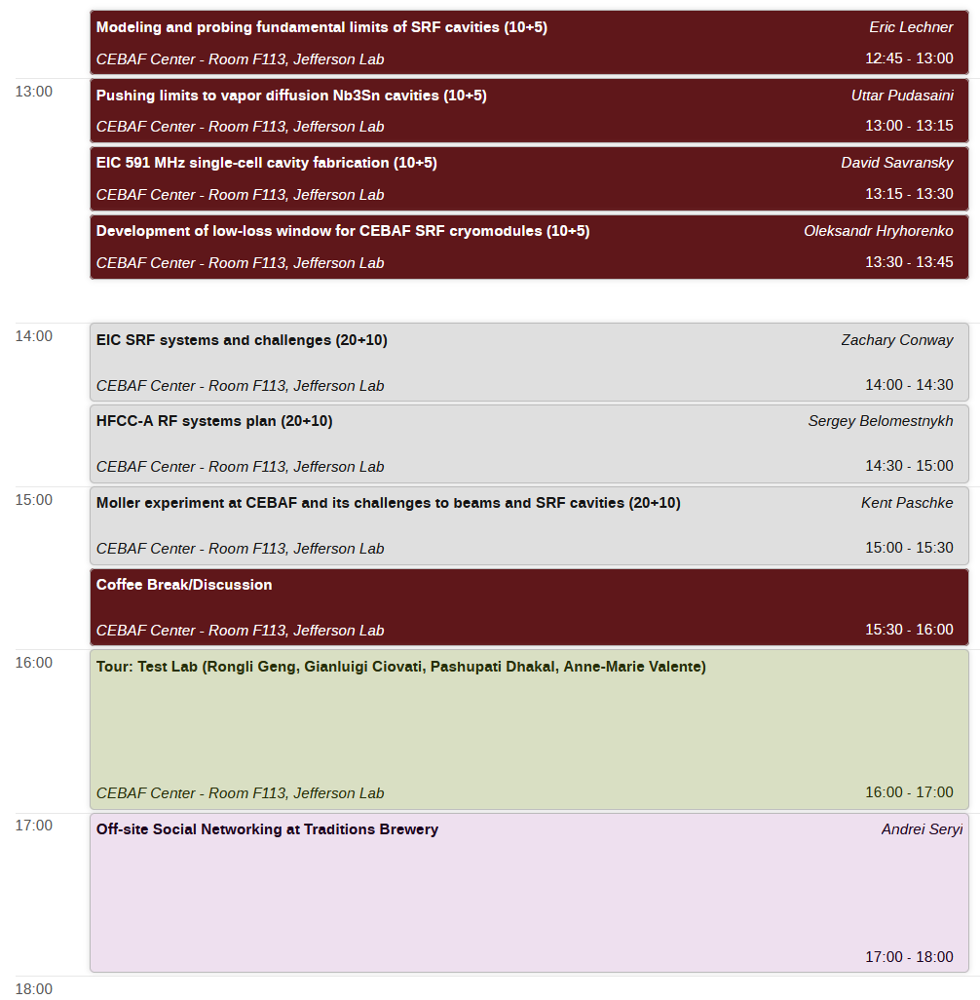 Modeling and probing fundamental limits of SRF cavities (10+5) Eric Lechner
CEBAF Center - Room F113, Jefferson Lab 12:45 - 13:00
13:00 Pushing limits to vapor diffusion Nb3Sn cavities (10+5) Uttar Pudasaini
CEBAF Center - Room F113, Jefferson Lab 13:00 - 13:15
EIC 591 MHz single-cell cavity fabrication (10+5) David Savransky
CEBAF Center - Room F113, Jefferson Lab 13:15 - 13:30
Development of low-loss window for CEBAF SRF cryomodules (10+5) Oleksandr Hryhorenko
CEBAF Center - Room F113, Jefferson Lab 13:30 - 13:45
14:00 EIC SRF systems and challenges (20+10) Zachary Conway
CEBAF Center - Room F113, Jefferson Lab 14:00 - 14:30
HFCC-A RF systems plan (20+10) Sergey Belomestnykh
CEBAF Center - Room F113, Jefferson Lab 14:30 - 15:00
15:00 Moller experiment at CEBAF and its challenges to beams and SRF cavities (20+10) Kent Paschke
CEBAF Center - Room F113, Jefferson Lab 15:00 - 15:30
Coffee Break/Discussion
CEBAF Center - Room F113, Jefferson Lab 15:30 - 16:00
16:00 Tour: Test Lab (Rongli Geng, Gianluigi Ciovati, Pashupati Dhakal, Anne-Marie Valente)
CEBAF Center - Room F113, Jefferson Lab 16:00 - 17:00
17:00 Off-site Social Networking at Traditions Brewery Andrei Seryi
17:00 - 18:00
18:00